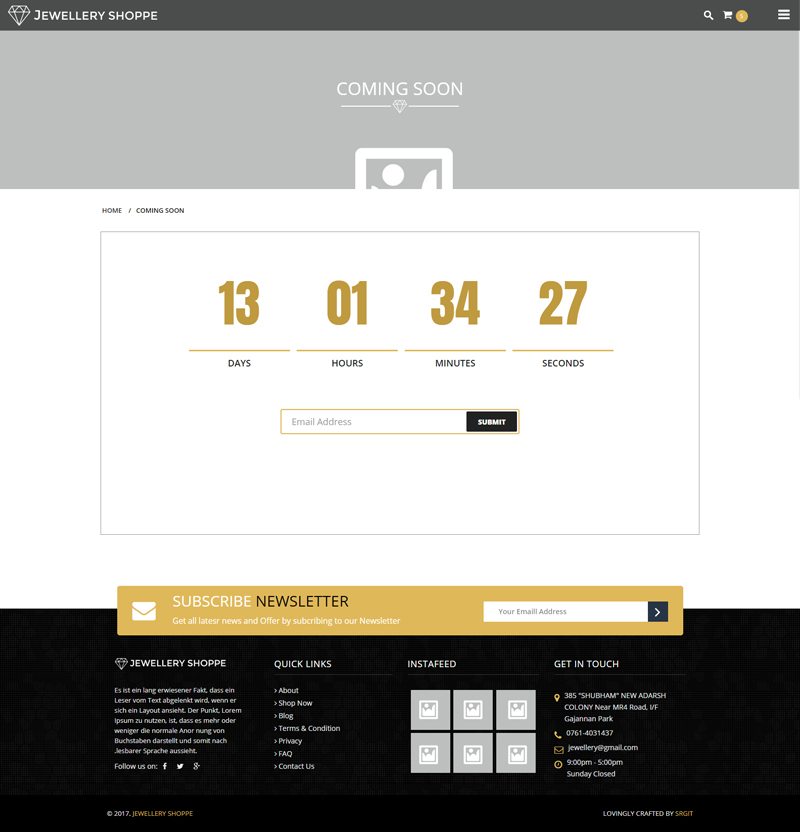 JEWELLERY SHOPPE
5
COMING SOON
HOME / COMING SOON
13 01 34 27
DAYS HOURS MINUTES SECONDS
Email Address SUBMIT
SUBSCRIBE NEWSLETTER
Get all latesr news and Offer by subcribing to our Newsletter
Your Emaill Address
JEWELLERY SHOPPE
Es ist ein lang erwiesener Fakt, dass ein
Leser vom Text abgelenkt wird, wenn er
sich ein Layout ansieht. Der Punkt, Lorem
Ipsum zu nutzen, ist, dass es mehr oder
weniger die normale Anor nung von
Buchstaben darstellt und somit nach
.lesbarer Sprache aussieht.
Follow us on:
QUICK LINKS
About
Shop Now
Blog
Terms & Condition
Privacy
FAQ
Contact Us
INSTAFEED
GET IN TOUCH
385 "SHUBHAM" NEW ADARSH
COLONY Near MR4 Road, I/F
Gajannan Park
0761-4031437
jewellery@gmail.com
9:00pm - 5:00pm
Sunday Closed
© 2017. JEWELLERY SHOPPE
LOVINGLY CRAFTED BY SRGIT